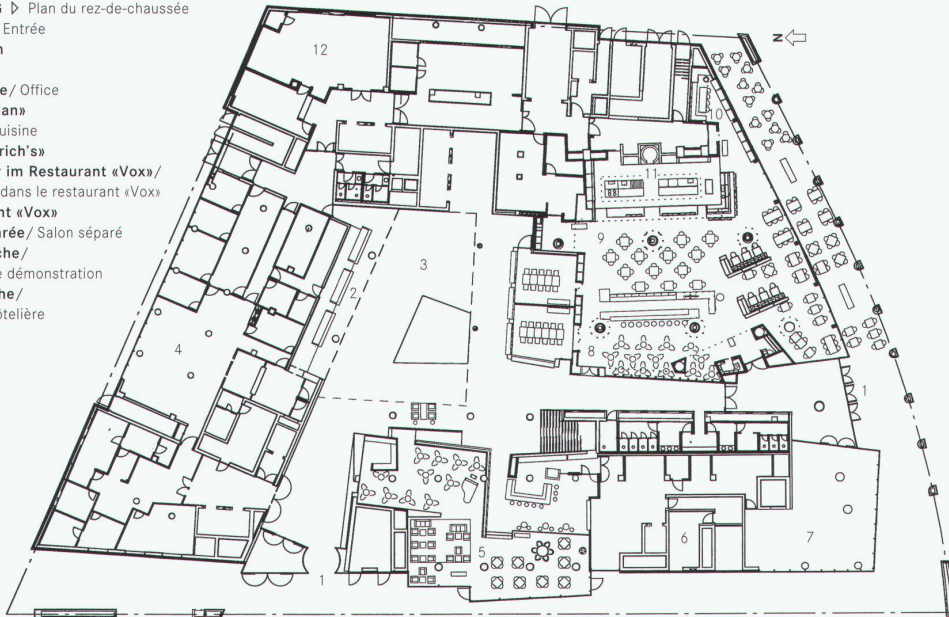 G ▷ Plan du rez-de-chaussée
Entrée
e/ Office
an»
uisine
rich's»
r im Restaurant «Vox»/
dans le restaurant «Vox»
nt «Vox»
rée/ Salon séparé
che/
e démonstration
he/
ôtelière
N
12
10
11
9
3
2
4
8
1
5
6
7
1